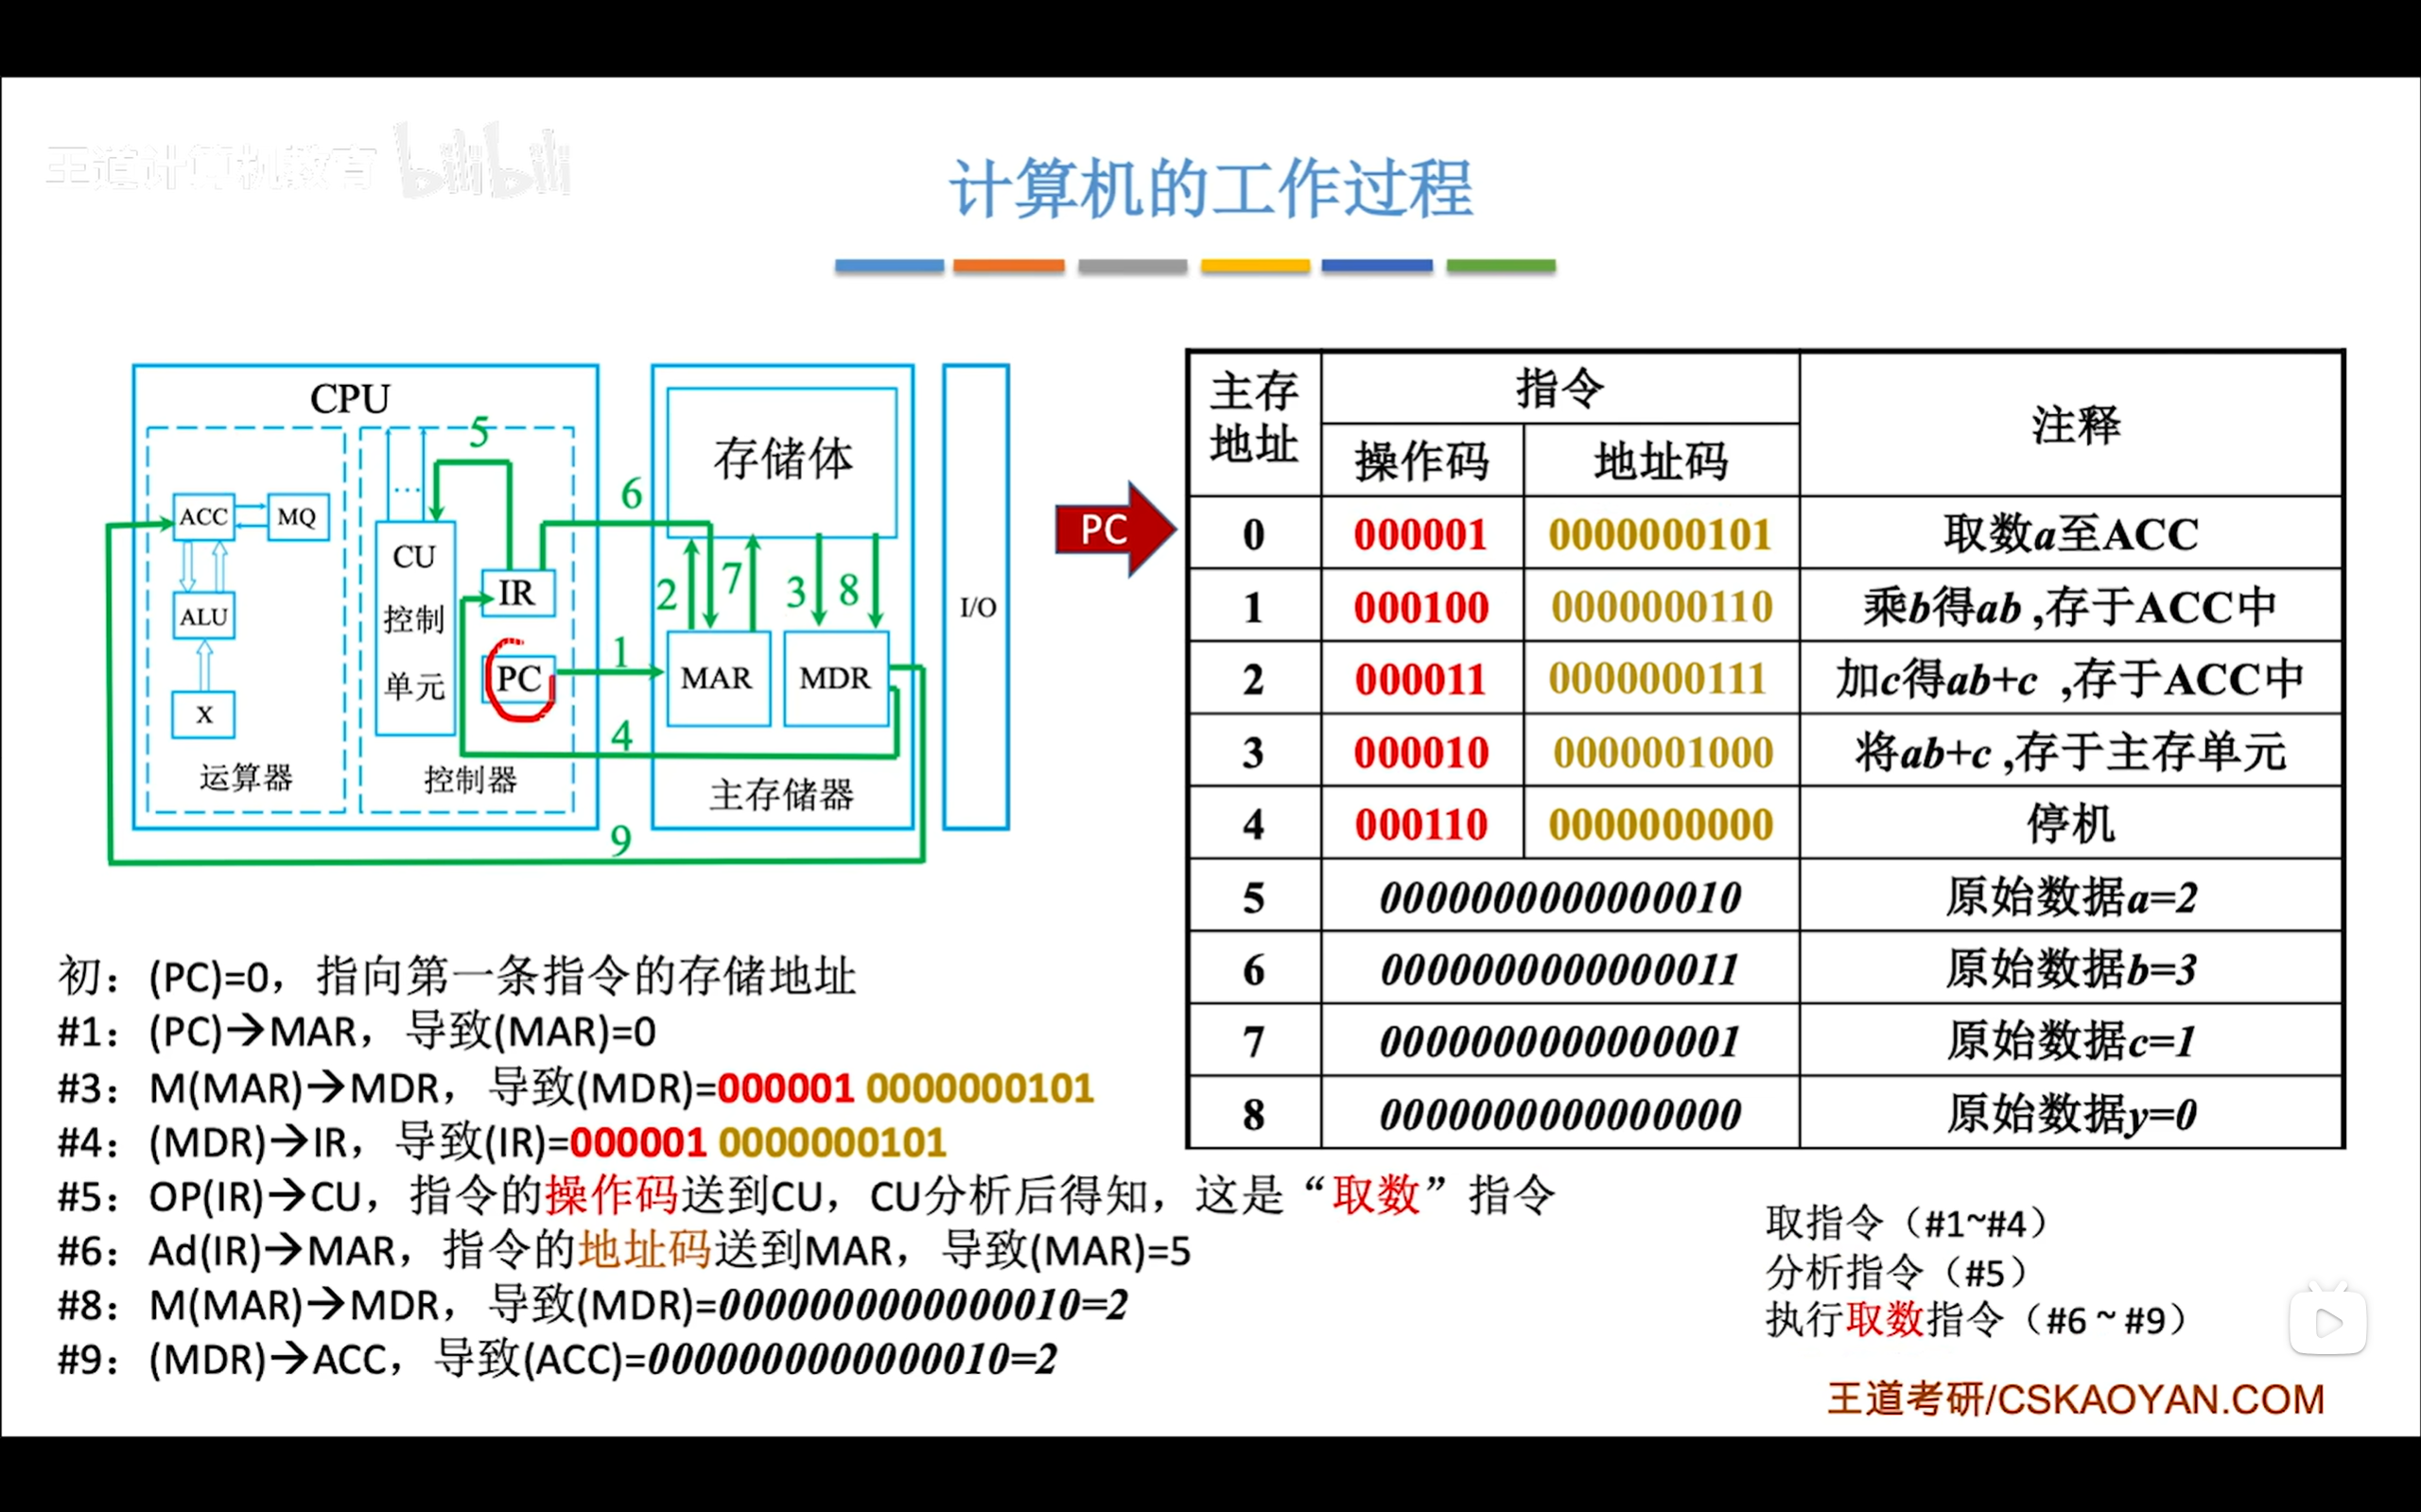 王道计算机教育 bilibili
计算机的工作过程
CPU
5
6
存储体
ACC
MQ
...
CU
控制
单元
IR
2
7
3
8
I/O
ALU
PC
1
MAR
MDR
X
4
运算器
控制器
主存储器
9
PC
主存地址 指令 注释
操作码 地址码
0 000001 0000000101 取数a至ACC
1 000100 0000000110 乘b得ab ,存于ACC中
2 000011 0000000111 加c得ab+c ,存于ACC中
3 000010 0000001000 将ab+c ,存于主存单元
4 000110 0000000000 停机
5 0000000000000010 原始数据a=2
6 0000000000000011 原始数据b=3
7 0000000000000001 原始数据c=1
8 0000000000000000 原始数据y=0
初：(PC)=0，指向第一条指令的存储地址
#1：(PC)→MAR，导致(MAR)=0
#3：M(MAR)→MDR，导致(MDR)=000001 0000000101
#4：(MDR)→IR，导致(IR)=000001 0000000101
#5：OP(IR)→CU，指令的操作码送到CU，CU分析后得知，这是“取数”指令
#6：Ad(IR)→MAR，指令的地址码送到MAR，导致(MAR)=5
#8：M(MAR)→MDR，导致(MDR)=0000000000000010=2
#9：(MDR)→ACC，导致(ACC)=0000000000000010=2
取指令（#1~#4）
分析指令（#5）
执行取数指令（#6~#9）
王道考研/CSKAOYAN.COM